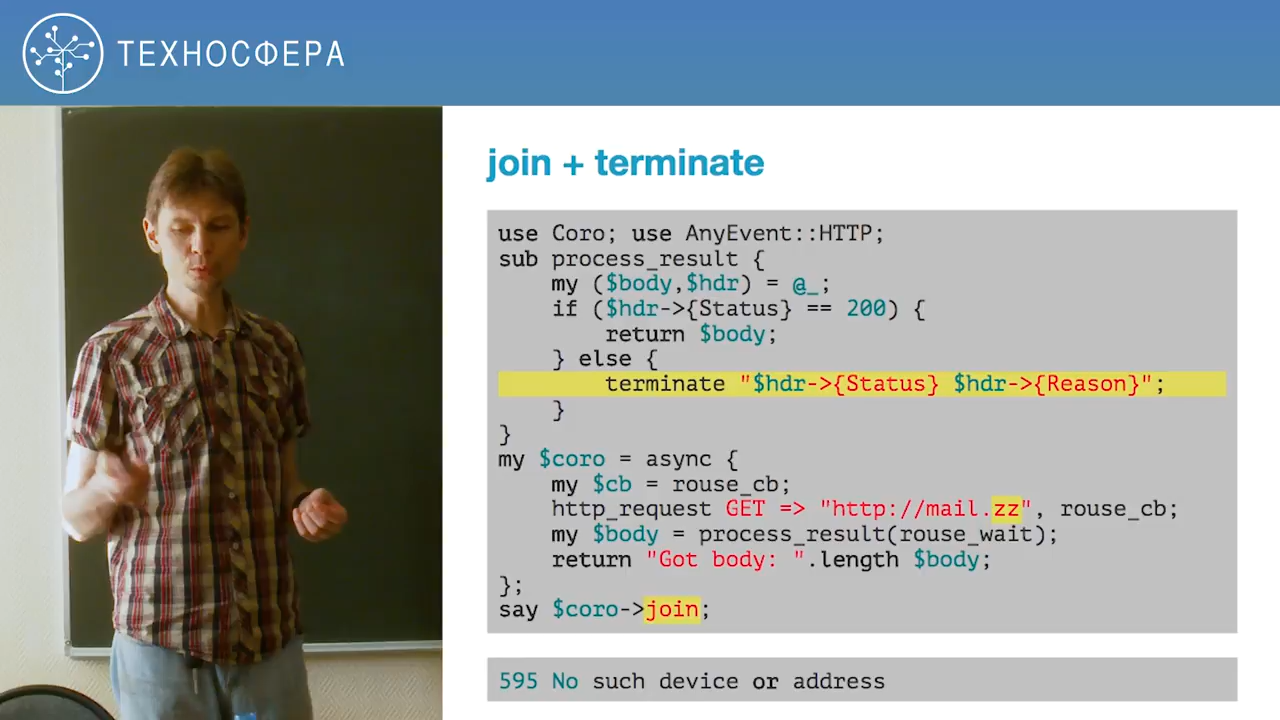 ТЕХНОСФЕРА
join + terminate
use Coro; use AnyEvent::HTTP;
sub process_result {
    my ($body,$hdr) = @_;
    if ($hdr->{Status} == 200) {
        return $body;
    } else {
        terminate "$hdr->{Status} $hdr->{Reason}";
    }
}
my $coro = async {
    my $cb = rouse_cb;
    http_request GET => "http://mail.zz", rouse_cb;
    my $body = process_result(rouse_wait);
    return "Got body: ".length $body;
};
say $coro->join;
595 No such device or address